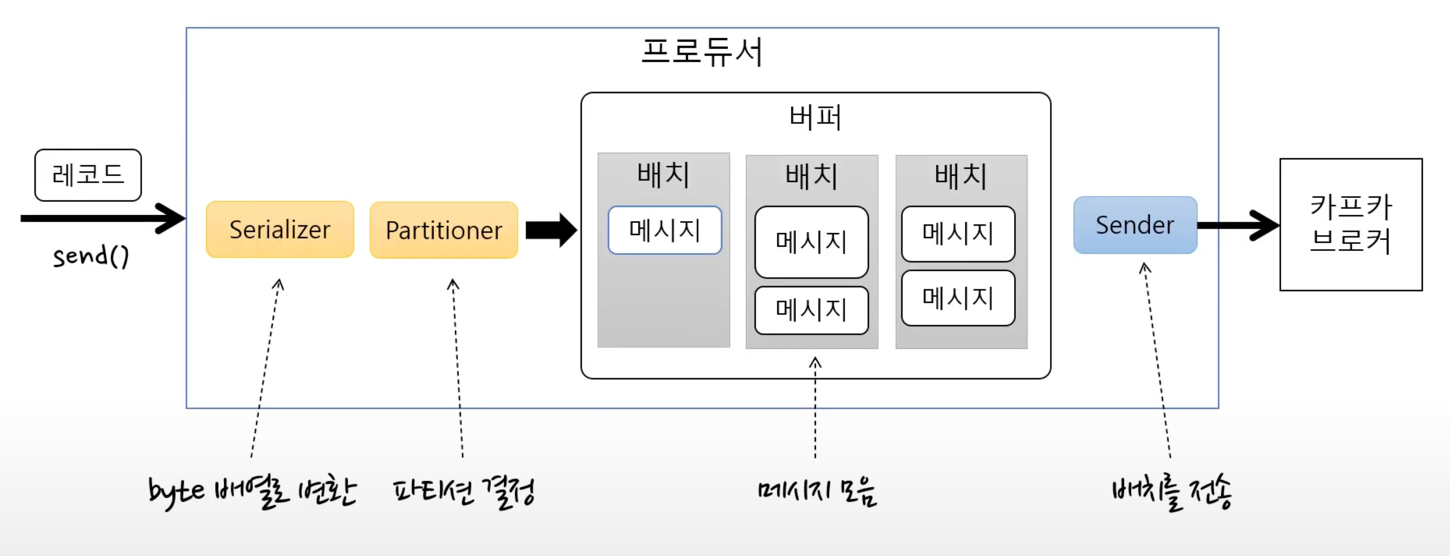 프로듀서
버퍼
레코드
send()
Serializer
Partitioner
배치
메시지
배치
메시지
메시지
배치
메시지
메시지
Sender
카프카
브로커
byte 배열로 변환
파티션 결정
메시지 모음
배치를 전송